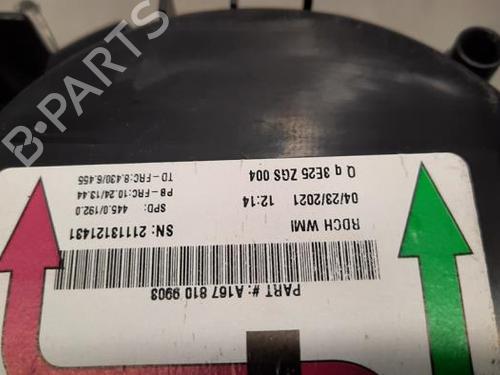 B-PARTS
PART #: A167 810 9903
SN: 21113121431
SPD: 445.0/192.0
PB-FRC:10.24/13.44
TD-FRC:8.430/6.455
RDCH WMI
04/23/2021 12:14
Q q 3E25 ZGS 004